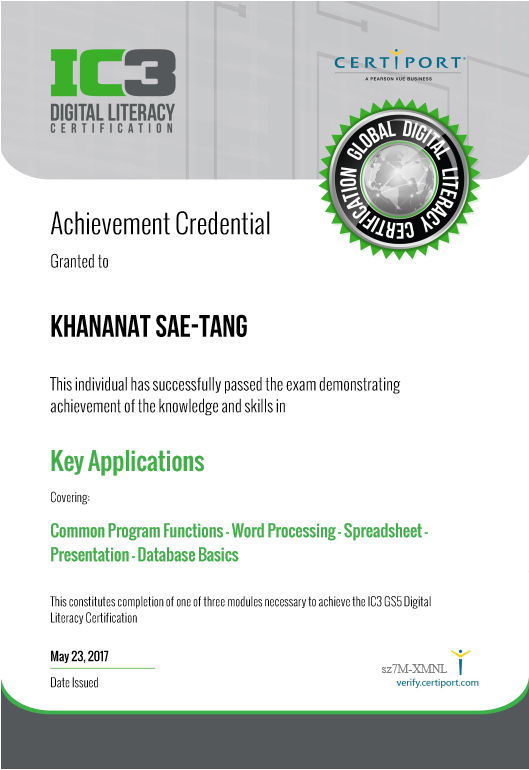 IC3
DIGITAL LITERACY
CERTIFICATION
CERTIPORT®
A PEARSON VUE BUSINESS
GLOBAL DIGITAL LITERACY CERTIFICATION
Achievement Credential
Granted to
KHANANAT SAE-TANG
This individual has successfully passed the exam demonstrating
achievement of the knowledge and skills in
Key Applications
Covering:
Common Program Functions - Word Processing - Spreadsheet -
Presentation - Database Basics
This constitutes completion of one of three modules necessary to achieve the IC3 GS5 Digital
Literacy Certification
May 23, 2017
Date Issued
sz7M-XMNL
verify.certiport.com